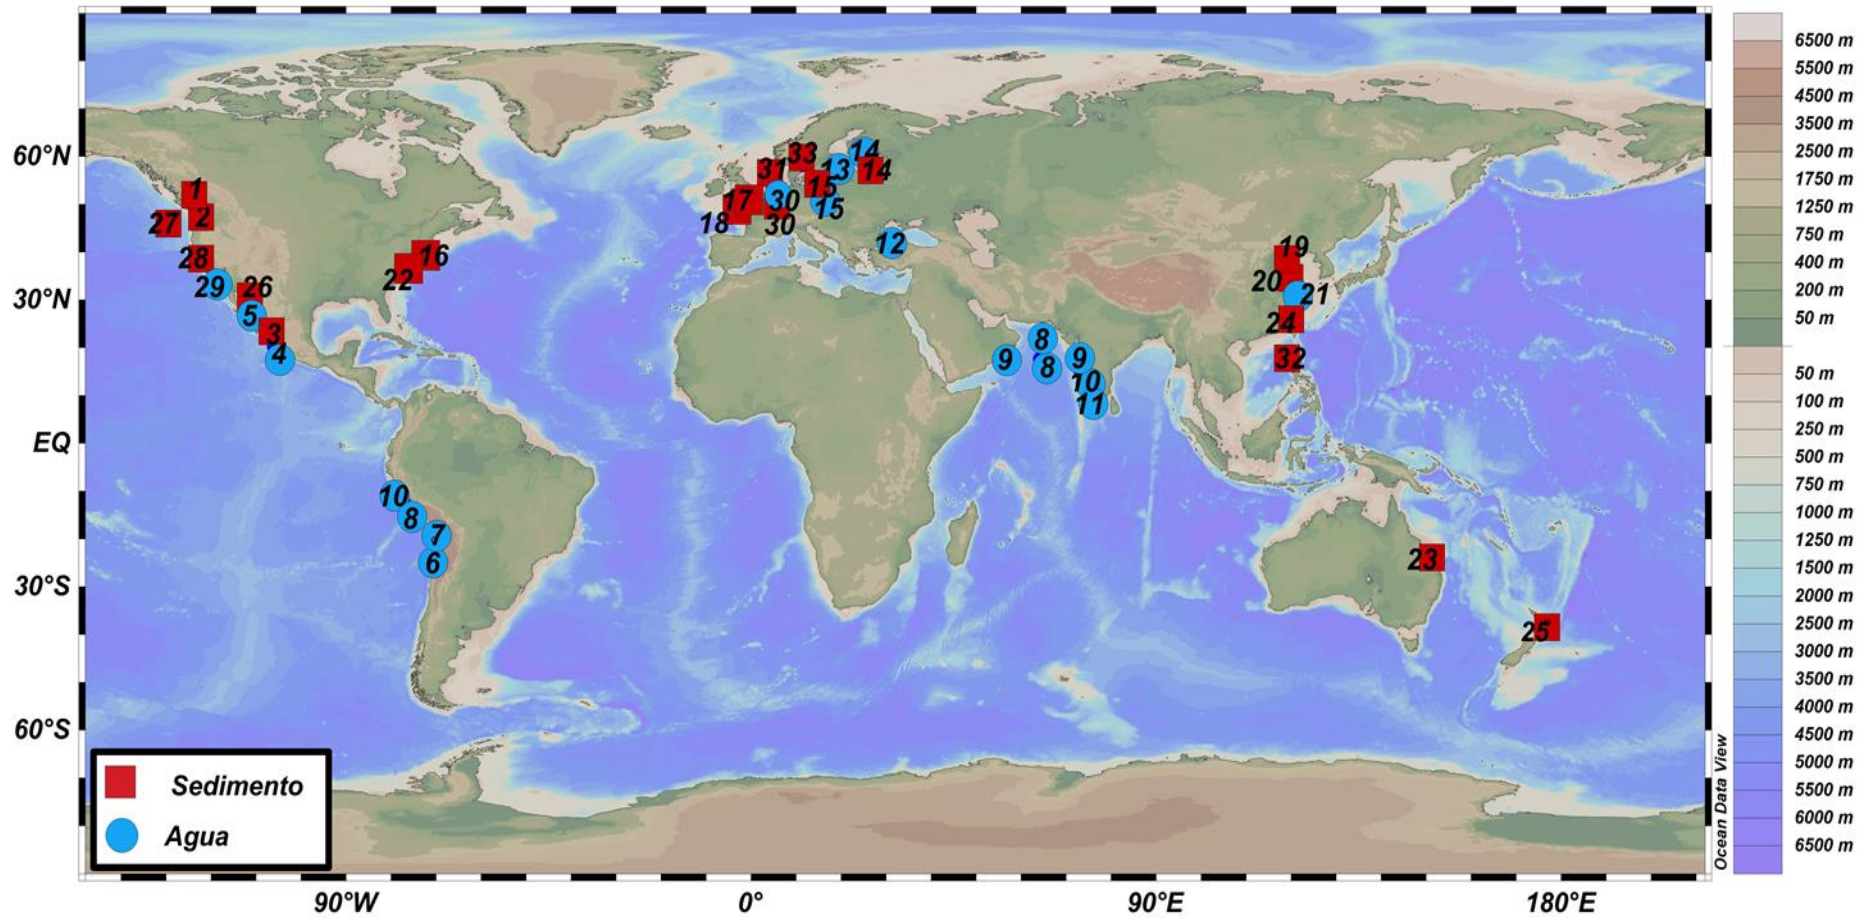 60°N
30°N
EQ
30°S
60°S
90°W
0°
90°E
180°E
1
2
27
28
29
26
5
3
4
16
22
10
8
7
6
33
31
13
14
14
15
15
17
18
30
30
12
8
9
8
9
10
11
19
20
21
24
32
23
25
Sedimento
Agua
Ocean Data View
6500 m
5500 m
4500 m
3500 m
2500 m
1750 m
1250 m
750 m
400 m
200 m
50 m
50 m
100 m
250 m
500 m
750 m
1000 m
1250 m
1500 m
2000 m
2500 m
3000 m
3500 m
4000 m
4500 m
5000 m
5500 m
6000 m
6500 m